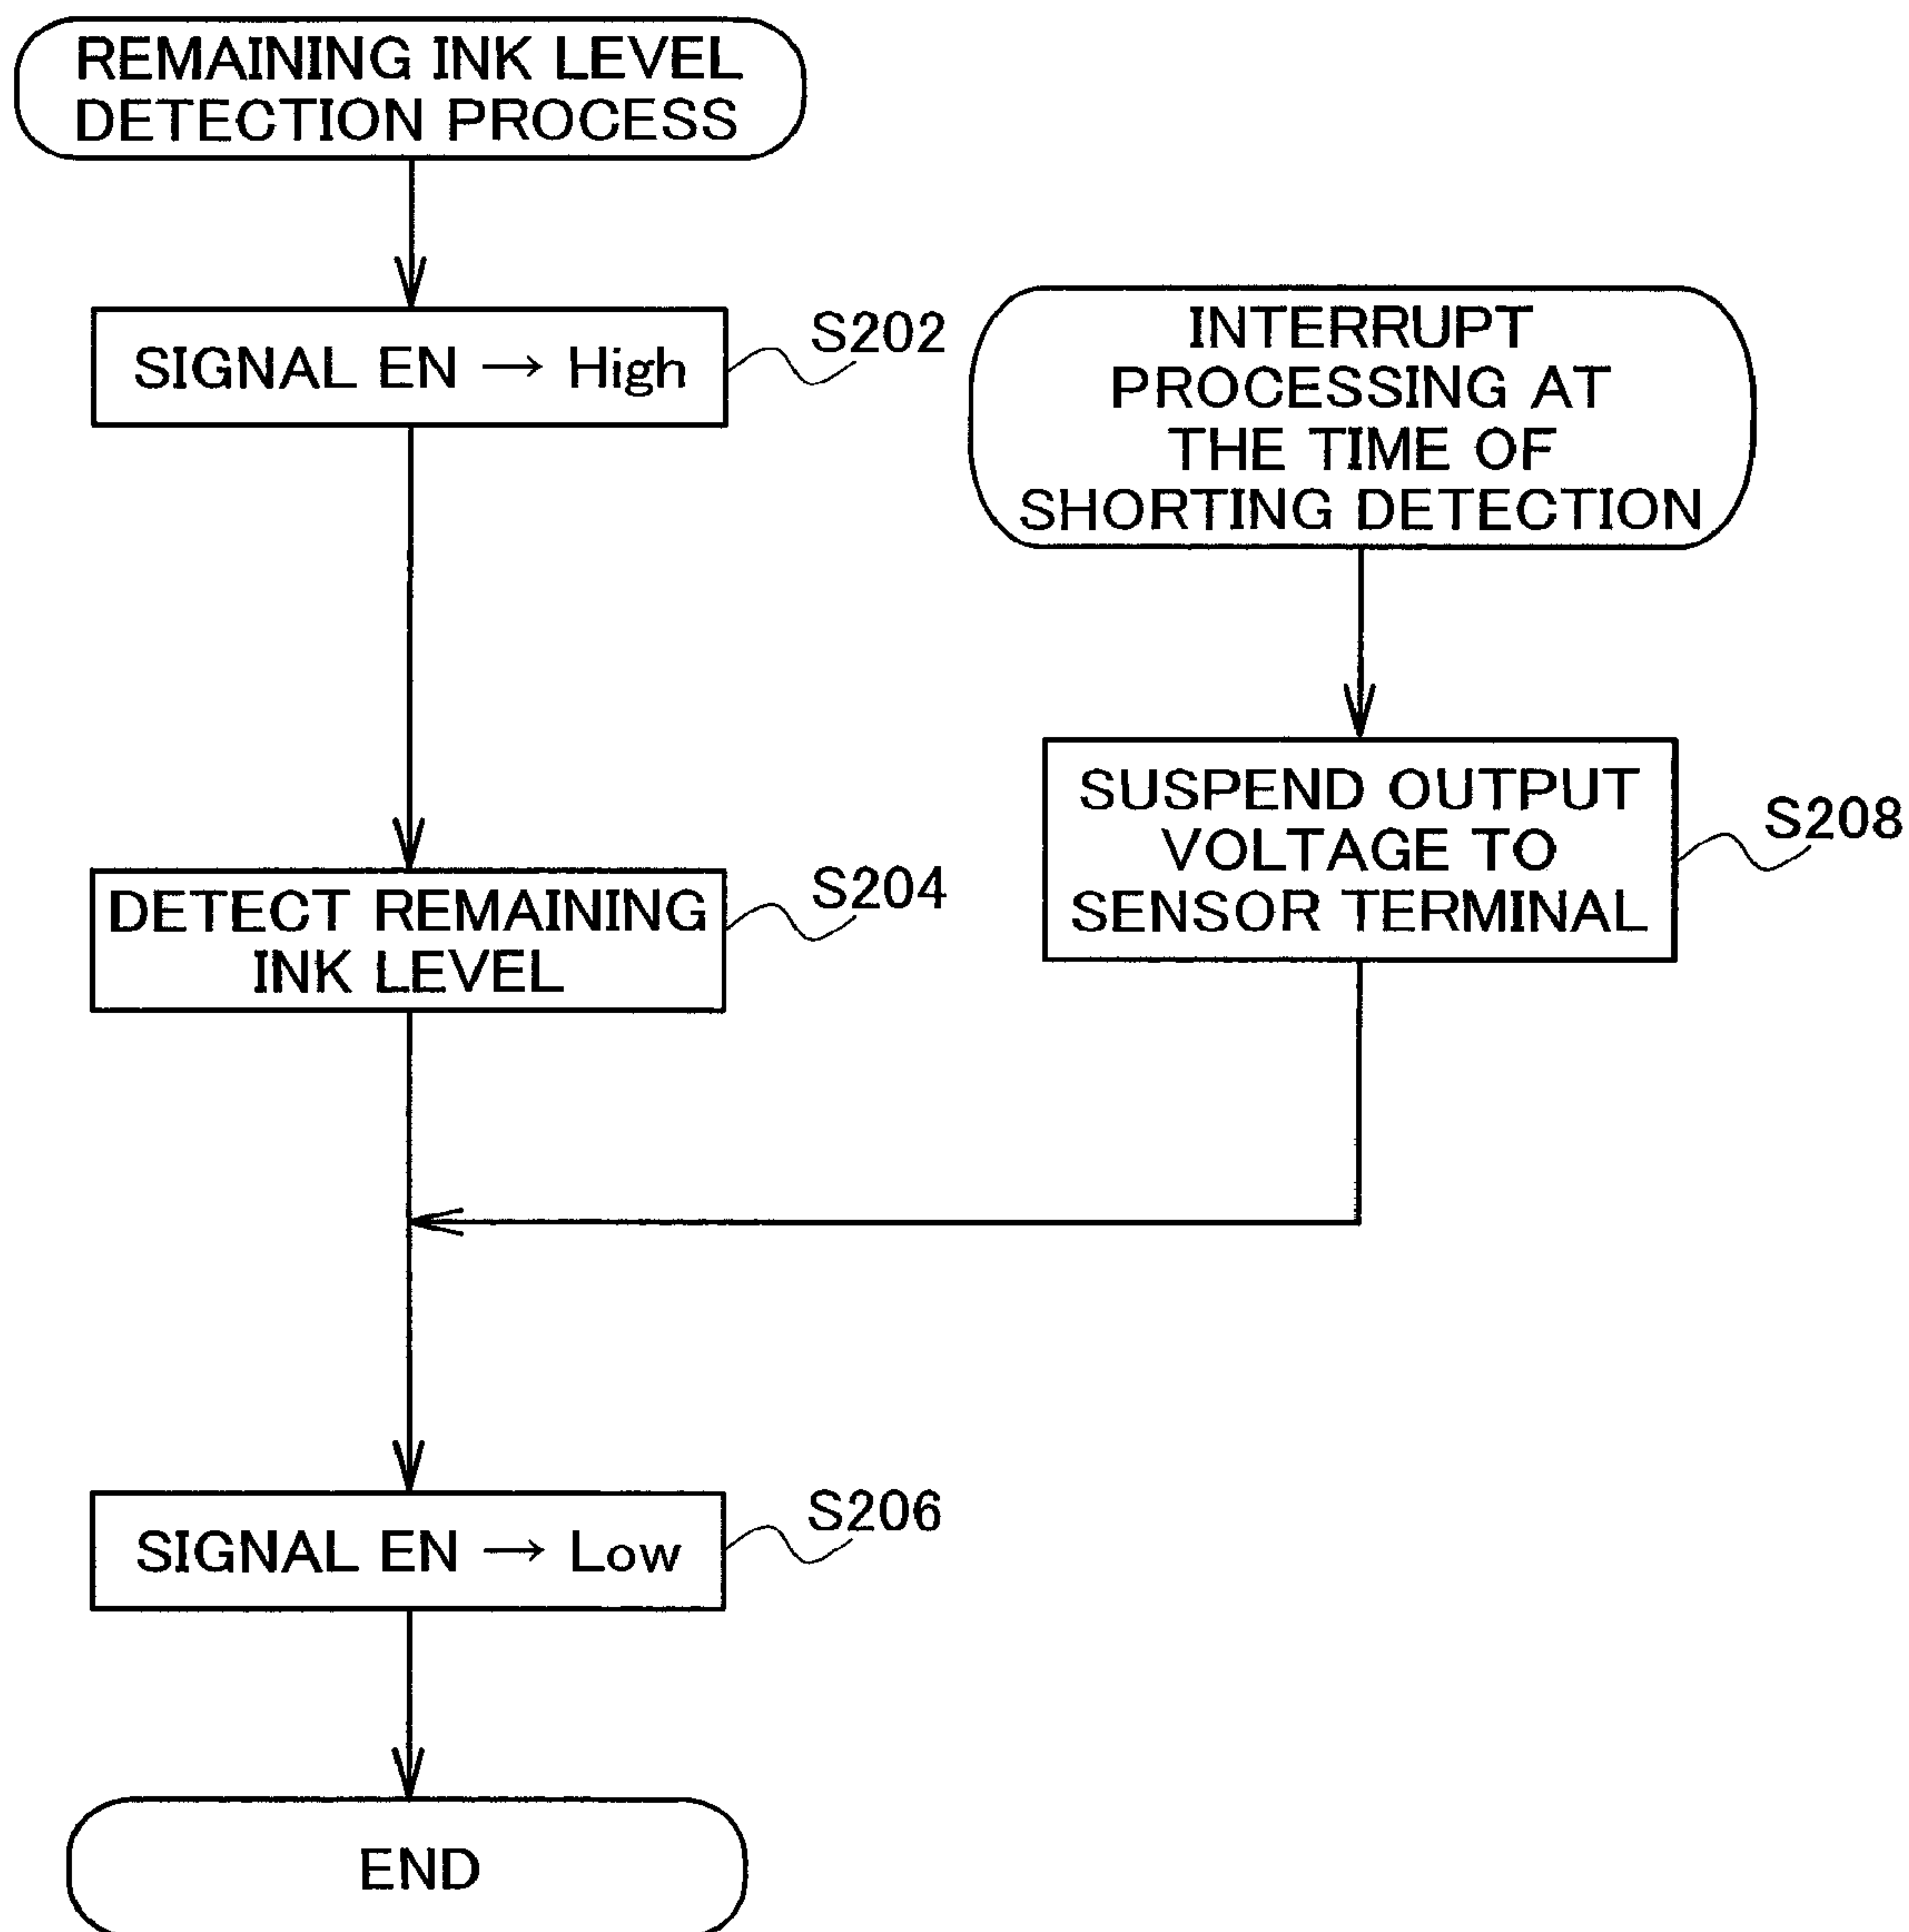 REMAINING INK LEVEL
DETECTION PROCESS
SIGNAL EN → High
S202
INTERRUPT
PROCESSING AT
THE TIME OF
SHORTING DETECTION
SUSPEND OUTPUT
VOLTAGE TO
SENSOR TERMINAL
S208
DETECT REMAINING
INK LEVEL
S204
SIGNAL EN → Low
S206
END